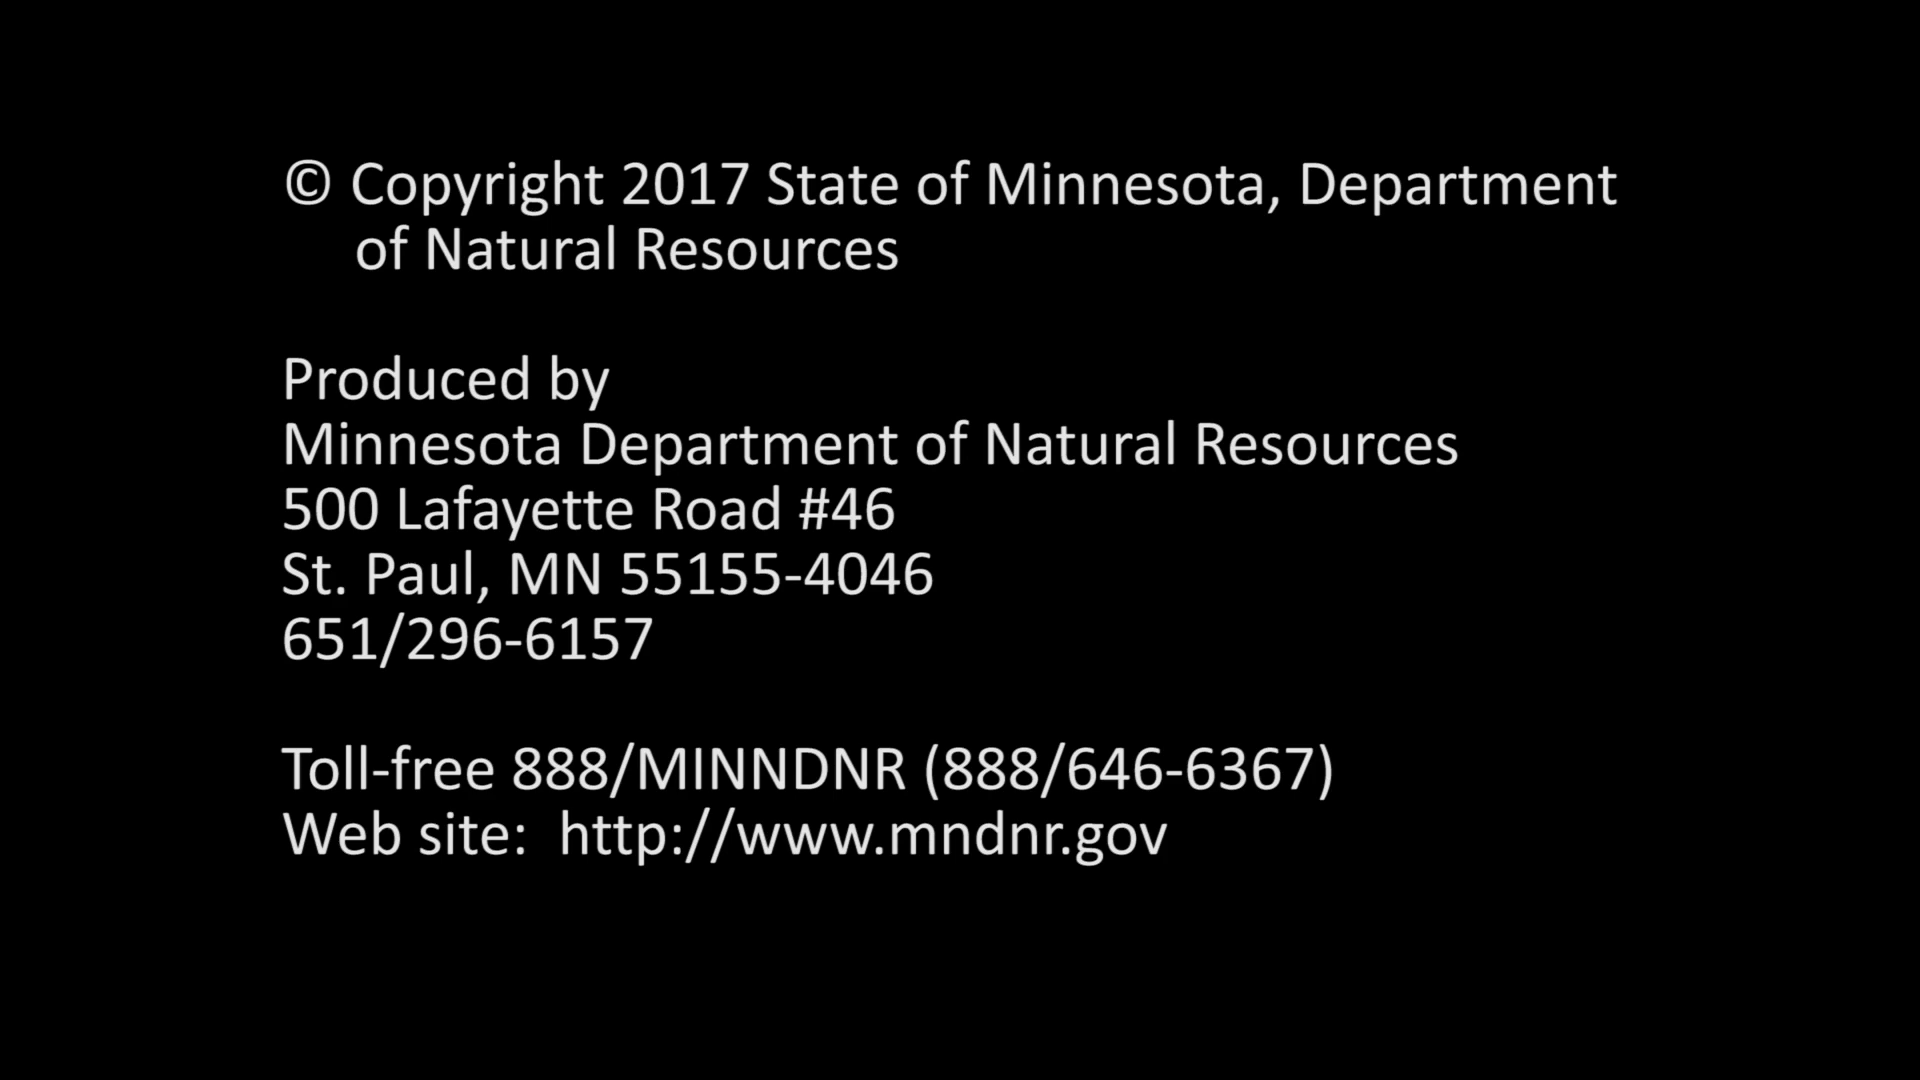 © Copyright 2017 State of Minnesota, Department
of Natural Resources
Produced by
Minnesota Department of Natural Resources
500 Lafayette Road #46
St. Paul, MN 55155-4046
651/296-6157
Toll-free 888/MINNDNR (888/646-6367)
Web site:  http://www.mndnr.gov